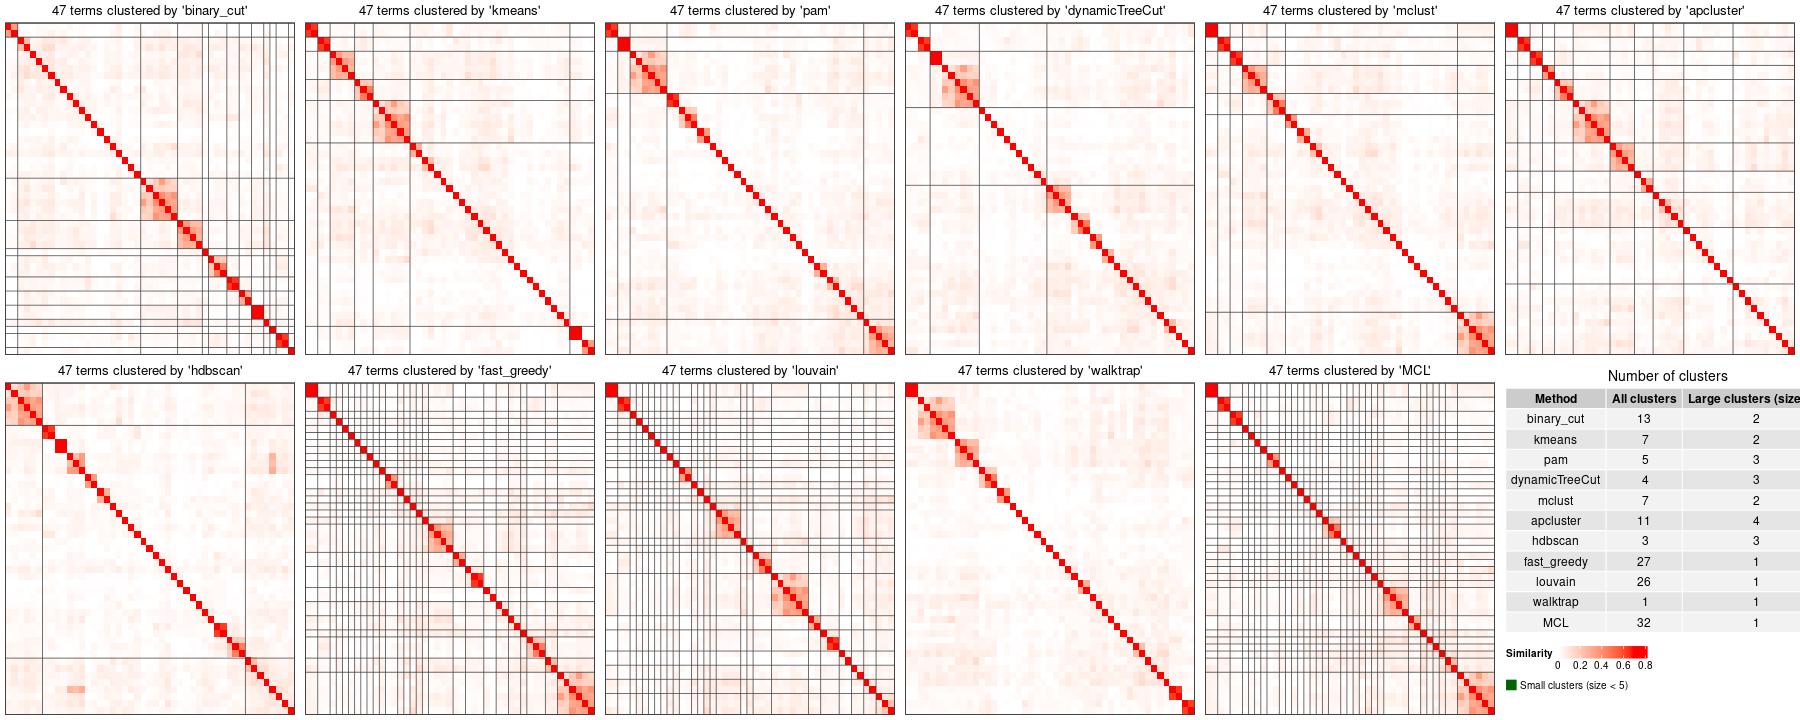 47 terms clustered by 'binary_cut'
47 terms clustered by 'kmeans'
47 terms clustered by 'pam'
47 terms clustered by 'dynamicTreeCut'
47 terms clustered by 'mclust'
47 terms clustered by 'apcluster'
47 terms clustered by 'hdbscan'
47 terms clustered by 'fast_greedy'
47 terms clustered by 'louvain'
47 terms clustered by 'walktrap'
47 terms clustered by 'MCL'
Number of clusters
Method All clusters Large clusters (size
binary_cut 13 2
kmeans 7 2
pam 5 3
dynamicTreeCut 4 3
mclust 7 2
apcluster 11 4
hdbscan 3 3
fast_greedy 27 1
louvain 26 1
walktrap 1 1
MCL 32 1
Similarity
0 0.2 0.4 0.6 0.8
Small clusters (size < 5)